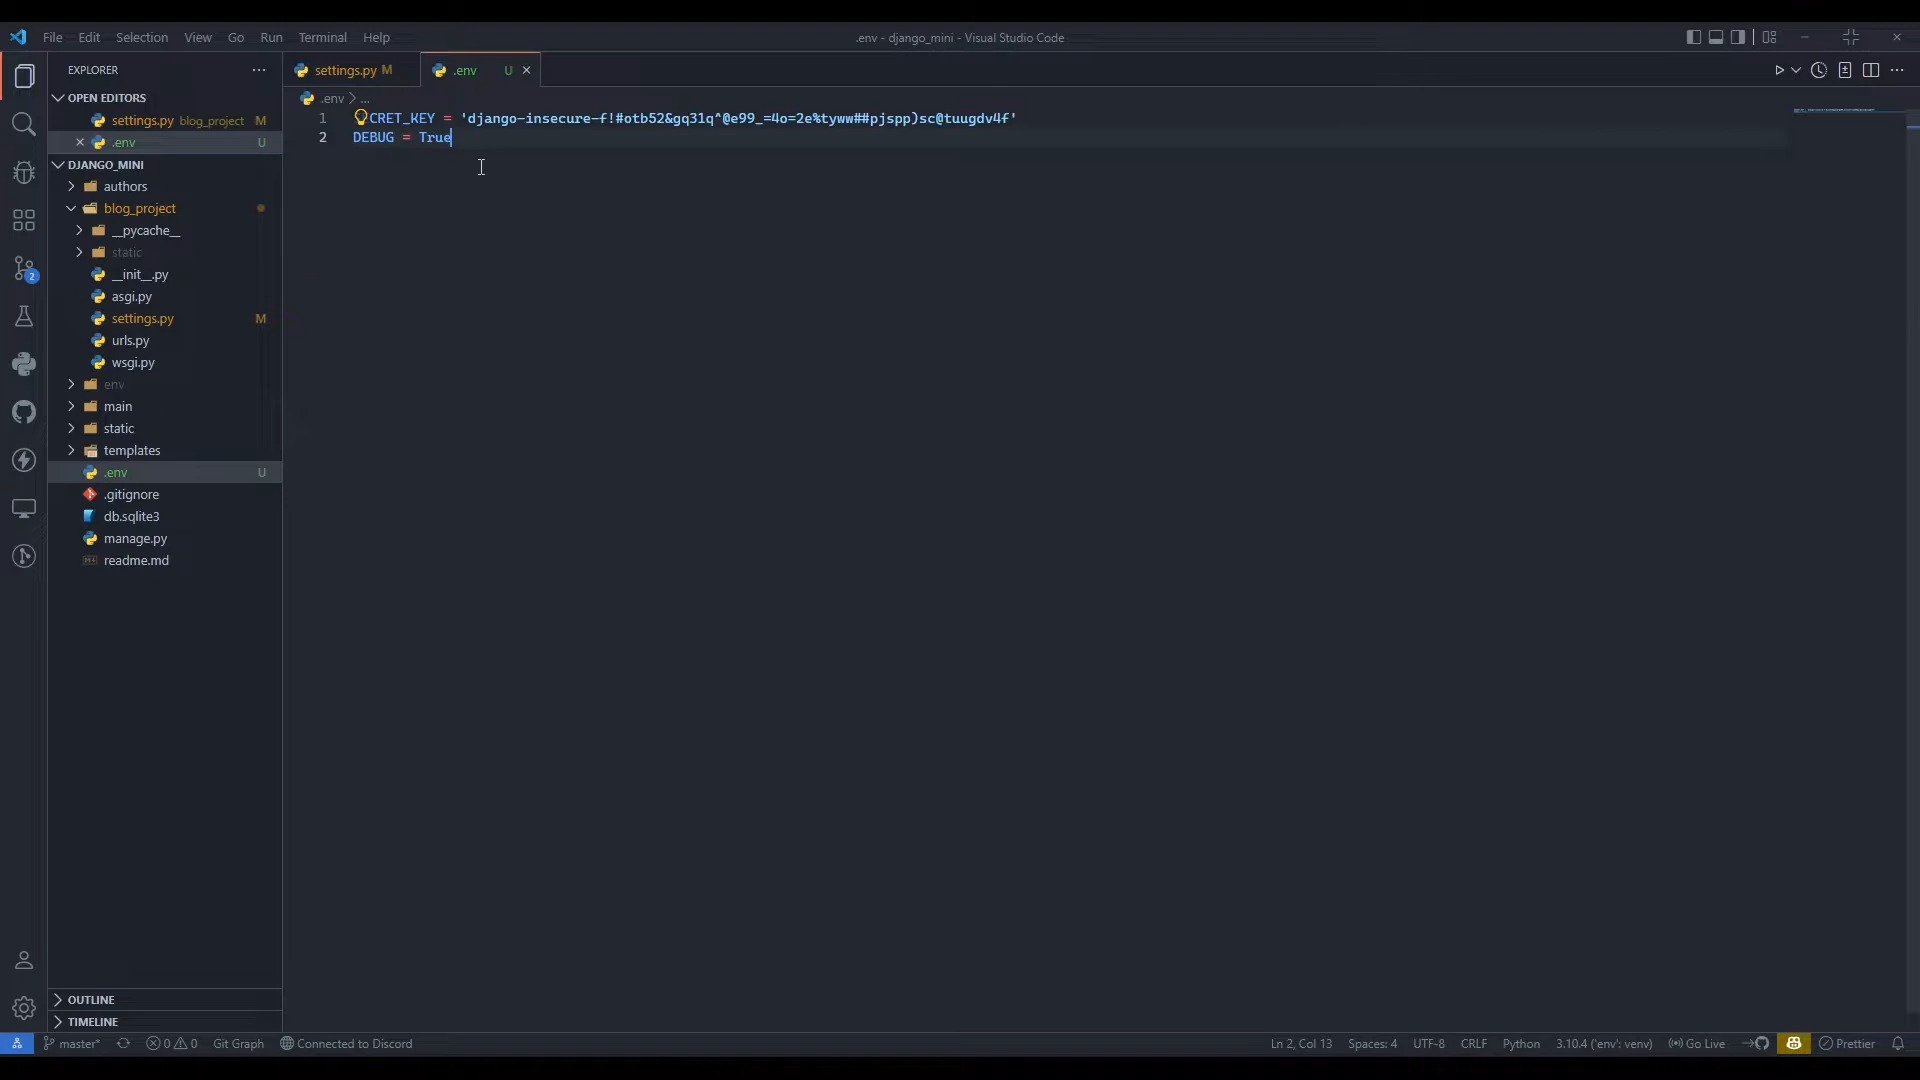 File Edit Selection View Go Run Terminal Help .env - django_mini - Visual Studio Code
EXPLORER
settings.py M .env U
OPEN EDITORS
settings.py blog_project M
.env U
DJANGO_MINI
authors
blog_project
__pycache__
static
__init__.py
asgi.py
settings.py M
urls.py
wsgi.py
env
main
static
templates
.env U
.gitignore
db.sqlite3
manage.py
readme.md
OUTLINE
TIMELINE
.env > ...
1 CRET_KEY = 'django-insecure-f!#otb52&gq31q^@e99_=4o=2e%tyww##pjspp)sc@tuugdv4f'
2 DEBUG = True
2
master* 0 0 Git Graph Connected to Discord Ln 2, Col 13 Spaces: 4 UTF-8 CRLF Python 3.10.4 ('env': venv) Go Live Prettier